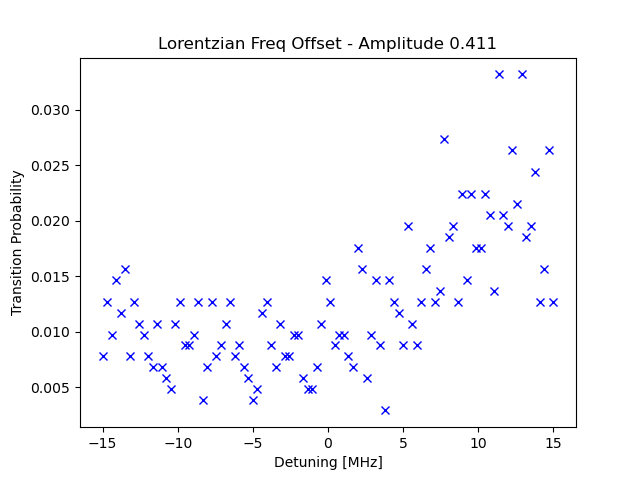 Lorentzian Freq Offset - Amplitude 0.411
Transition Probability
0.030
0.025
0.020
0.015
0.010
0.005
−15 −10 −5 0 5 10 15
Detuning [MHz]